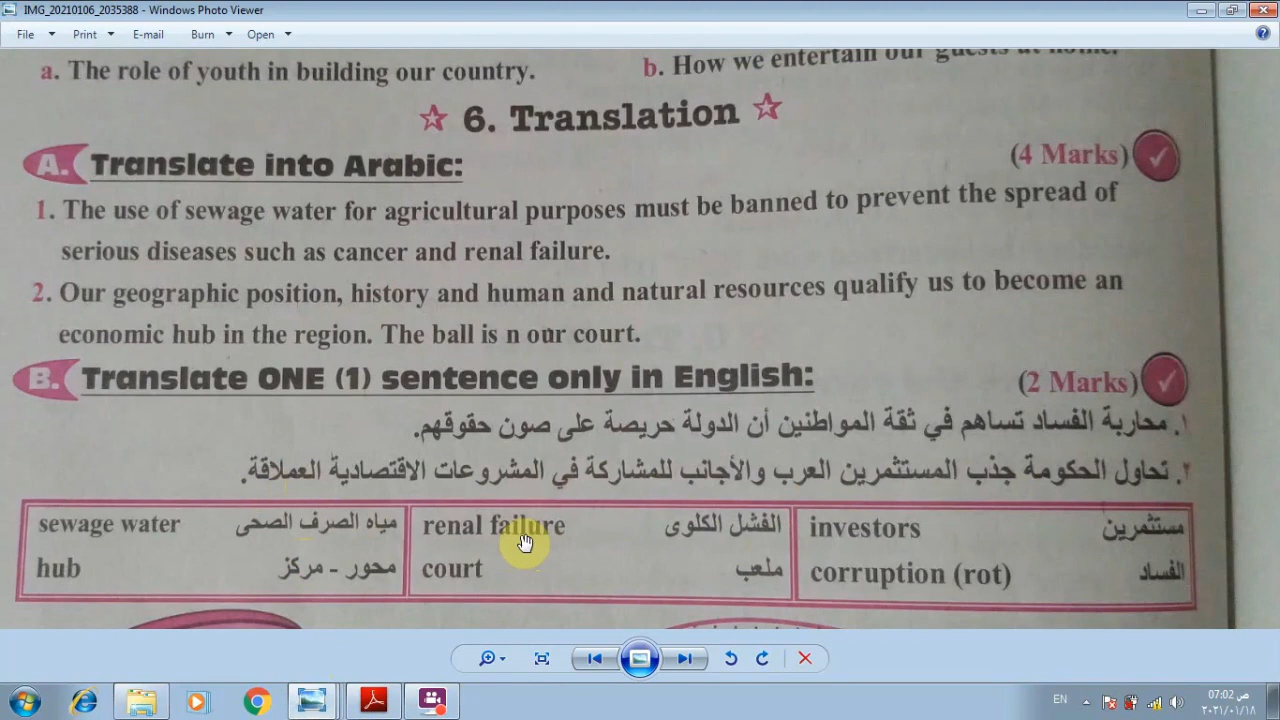 IMG_20210106_2035388 - Windows Photo Viewer
File Print E-mail Burn Open
a. The role of youth in building our country. b. How we entertain our guests at home.
6. Translation
A. Translate into Arabic: (4 Marks)
1. The use of sewage water for agricultural purposes must be banned to prevent the spread of
serious diseases such as cancer and renal failure.
2. Our geographic position, history and human and natural resources qualify us to become an
economic hub in the region. The ball is n our court.
B. Translate ONE (1) sentence only in English: (2 Marks)
١. محاربة الفساد تساهم في ثقة المواطنين أن الدولة حريصة على صون حقوقهم.
٢. تحاول الحكومة جذب المستثمرين العرب والأجانب للمشاركة في المشروعات الاقتصادية العملاقة.
sewage water مياه الصرف الصحى renal failure الفشل الكلوى investors مستثمرين
hub محور - مركز court ملعب corruption (rot) الفساد
EN 07:02 ص
٢٠٢١/٠١/١٨